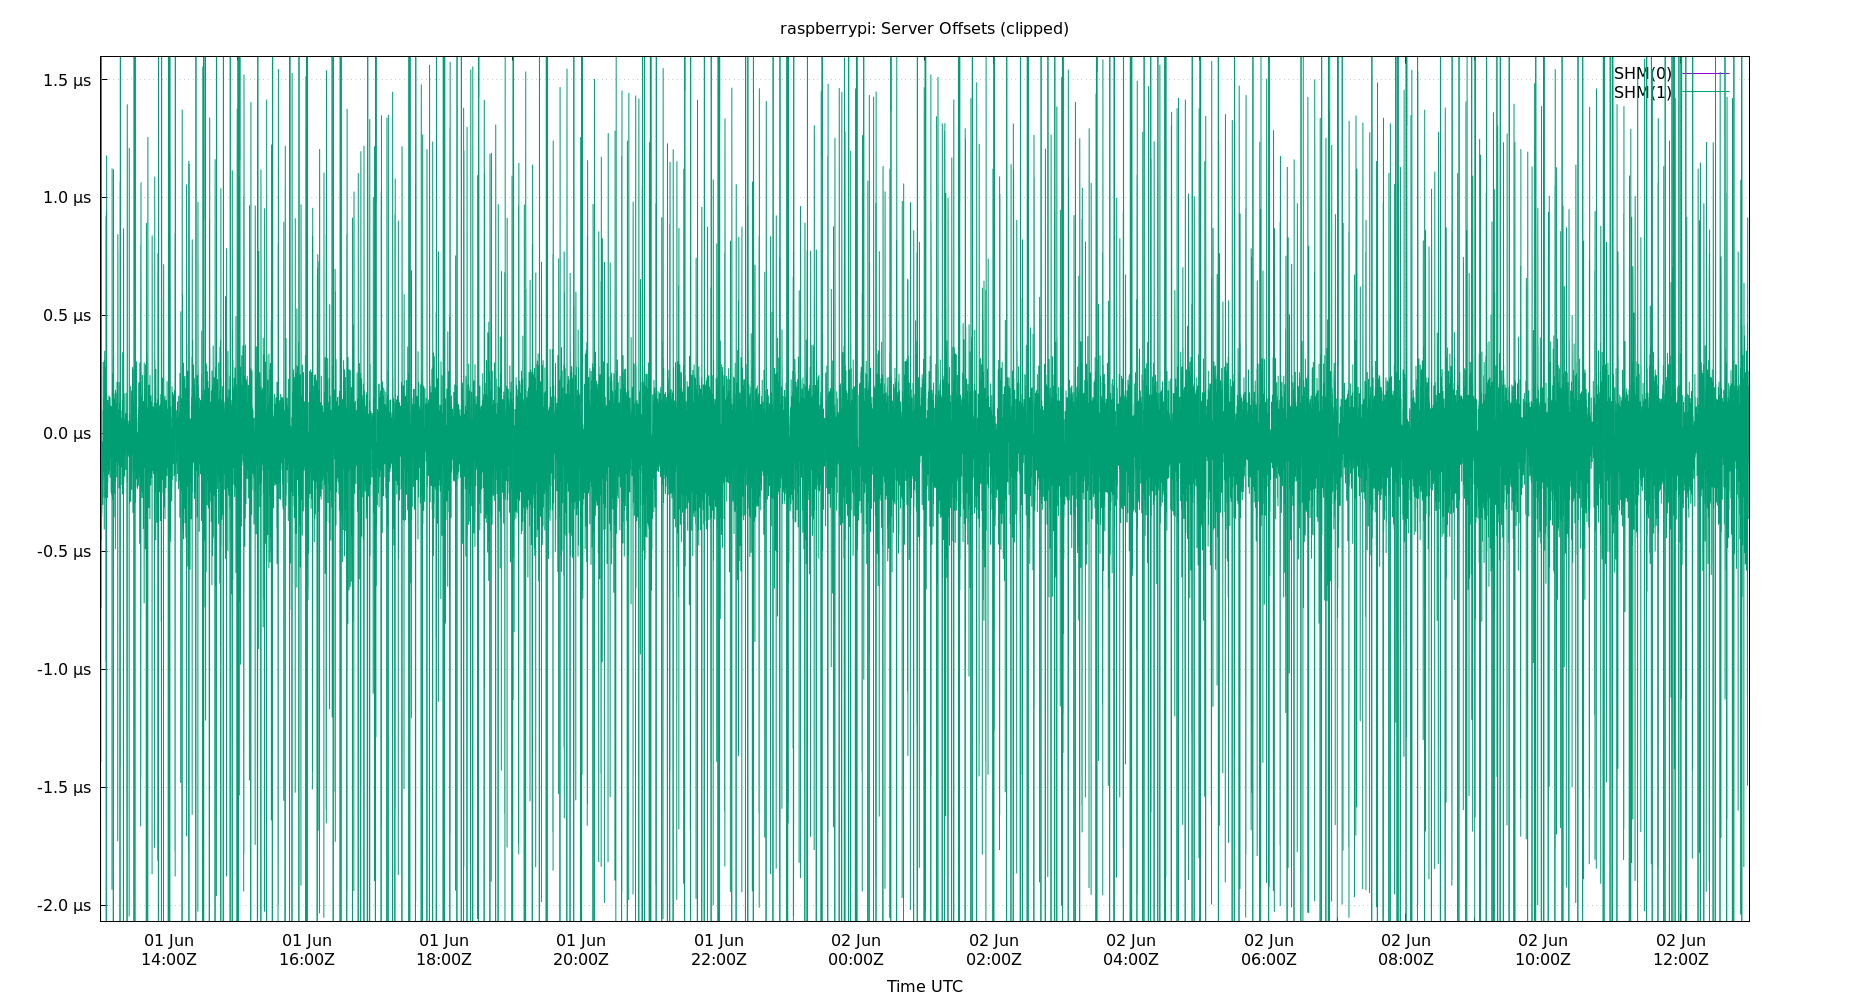 raspberrypi: Server Offsets (clipped)
SHM(0)
SHM(1)
1.5 µs
1.0 µs
0.5 µs
0.0 µs
-0.5 µs
-1.0 µs
-1.5 µs
-2.0 µs
01 Jun 01 Jun 01 Jun 01 Jun 01 Jun 02 Jun 02 Jun 02 Jun 02 Jun 02 Jun 02 Jun 02 Jun
14:00Z 16:00Z 18:00Z 20:00Z 22:00Z 00:00Z 02:00Z 04:00Z 06:00Z 08:00Z 10:00Z 12:00Z
Time UTC